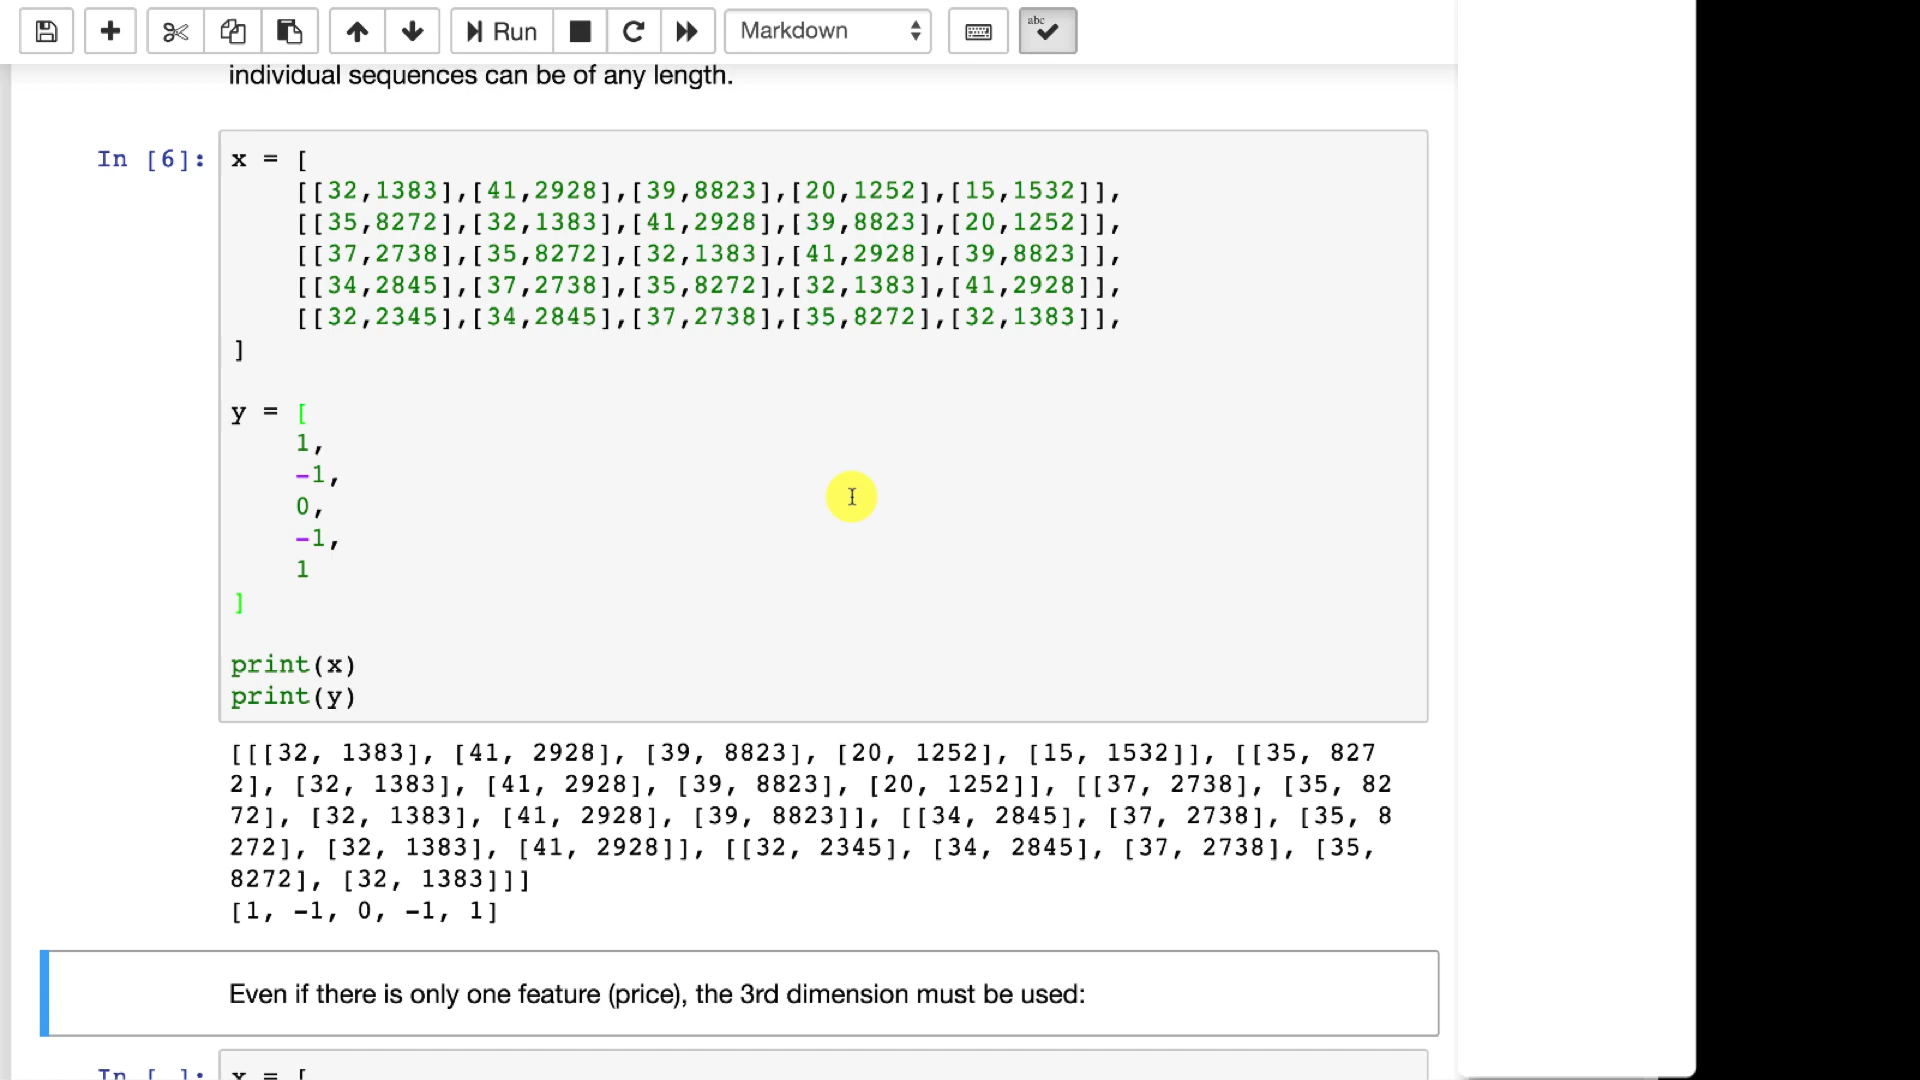 Run
Markdown
abc
individual sequences can be of any length.
In [6]:
x = [
[[32,1383],[41,2928],[39,8823],[20,1252],[15,1532]],
[[35,8272],[32,1383],[41,2928],[39,8823],[20,1252]],
[[37,2738],[35,8272],[32,1383],[41,2928],[39,8823]],
[[34,2845],[37,2738],[35,8272],[32,1383],[41,2928]],
[[32,2345],[34,2845],[37,2738],[35,8272],[32,1383]],
]
y = [
1,
-1,
0,
-1,
1
]
print(x)
print(y)
[[[32, 1383], [41, 2928], [39, 8823], [20, 1252], [15, 1532]], [[35, 827
2], [32, 1383], [41, 2928], [39, 8823], [20, 1252]], [[37, 2738], [35, 82
72], [32, 1383], [41, 2928], [39, 8823]], [[34, 2845], [37, 2738], [35, 8
272], [32, 1383], [41, 2928]], [[32, 2345], [34, 2845], [37, 2738], [35,
8272], [32, 1383]]]
[1, -1, 0, -1, 1]
Even if there is only one feature (price), the 3rd dimension must be used:
In [ ]:
x = [